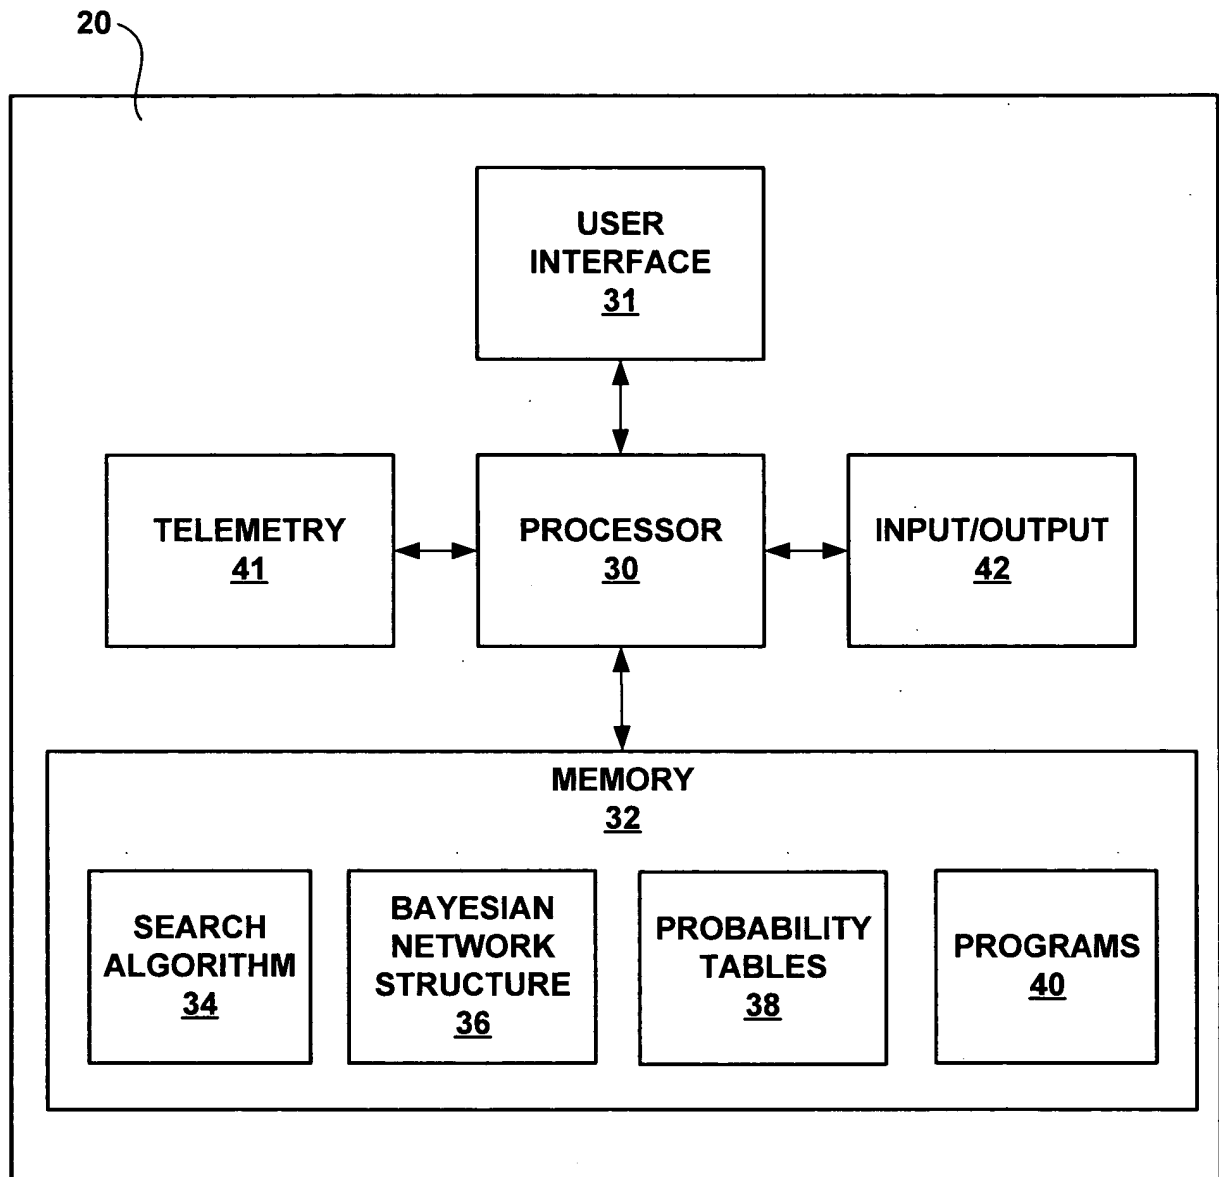 20
USER
INTERFACE
31
TELEMETRY
41
PROCESSOR
30
INPUT/OUTPUT
42
MEMORY
32
SEARCH
ALGORITHM
34
BAYESIAN
NETWORK
STRUCTURE
36
PROBABILITY
TABLES
38
PROGRAMS
40